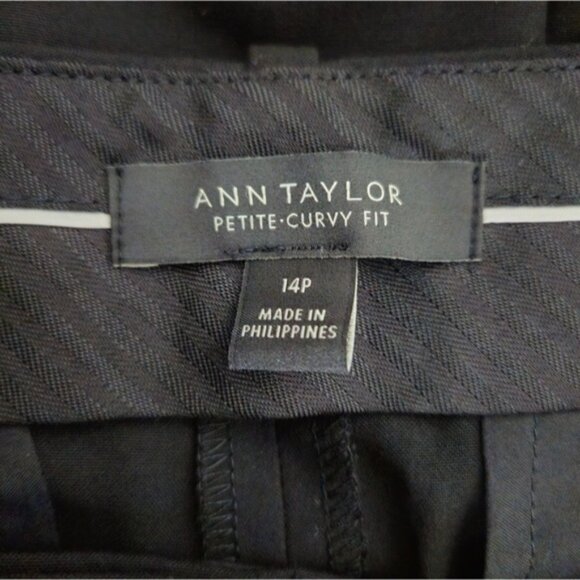 ANN TAYLOR
PETITE·CURVY FIT
14P
MADE IN
PHILIPPINES